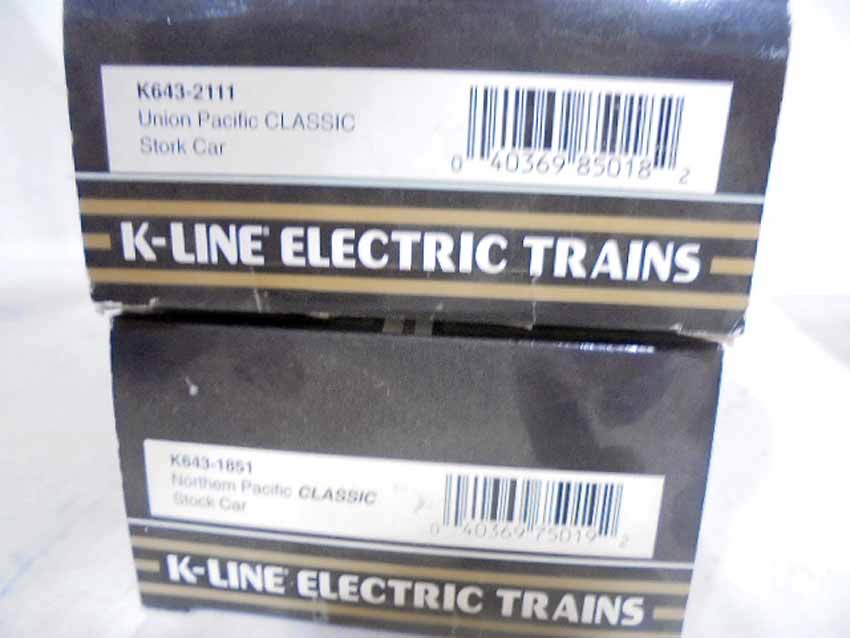 K643-2111
Union Pacific CLASSIC
Stork Car
0 40369 85018 2
K-LINE ELECTRIC TRAINS
K643-1851
Northern Pacific CLASSIC
Stock Car
0 40369 75019 2
K-LINE ELECTRIC TRAINS